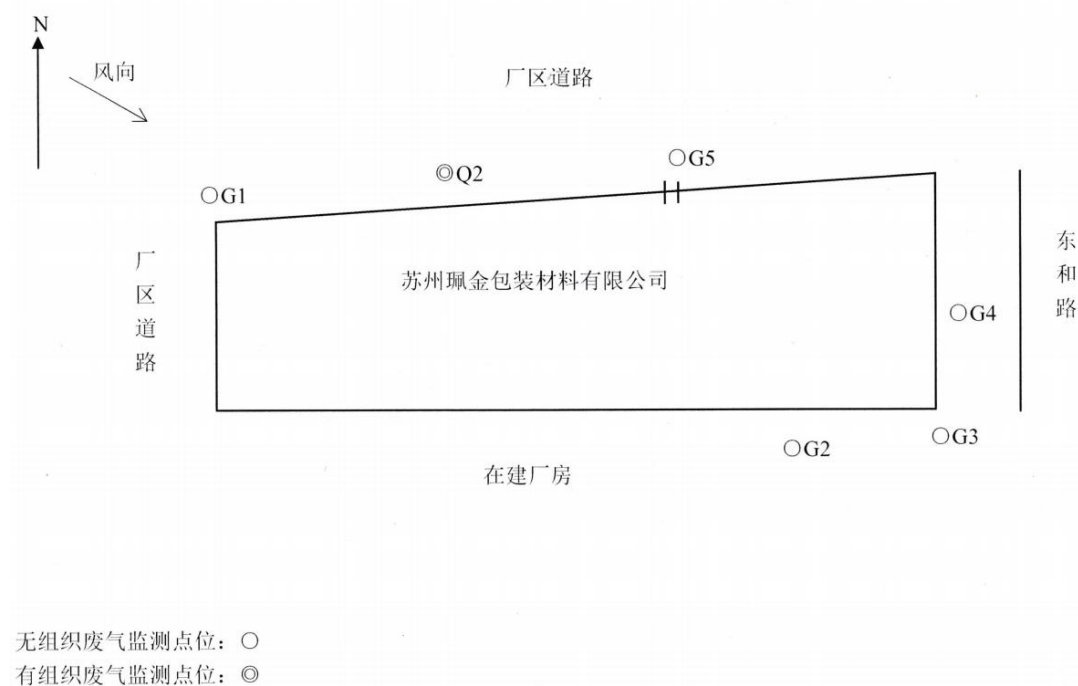 N
风向
厂区道路
○G5
◎Q2
○G1
厂区道路
苏州珮金包装材料有限公司
东和路
○G4
○G3
○G2
在建厂房
无组织废气监测点位：○
有组织废气监测点位：◎